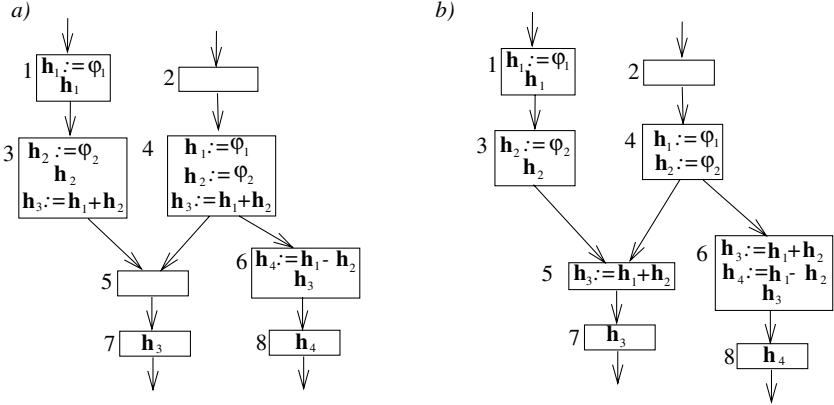 a)
1
h₁:=φ₁
h₁
2
3
h₂:=φ₂
h₂
h₃:=h₁+h₂
4
h₁:=φ₁
h₂:=φ₂
h₃:=h₁+h₂
5
6
h₄:=h₁- h₂
h₃
7
h₃
8
h₄
b)
1
h₁:=φ₁
h₁
2
3
h₂:=φ₂
h₂
4
h₁:=φ₁
h₂:=φ₂
5
h₃:=h₁+h₂
6
h₃:=h₁+h₂
h₄:=h₁- h₂
h₃
7
h₃
8
h₄